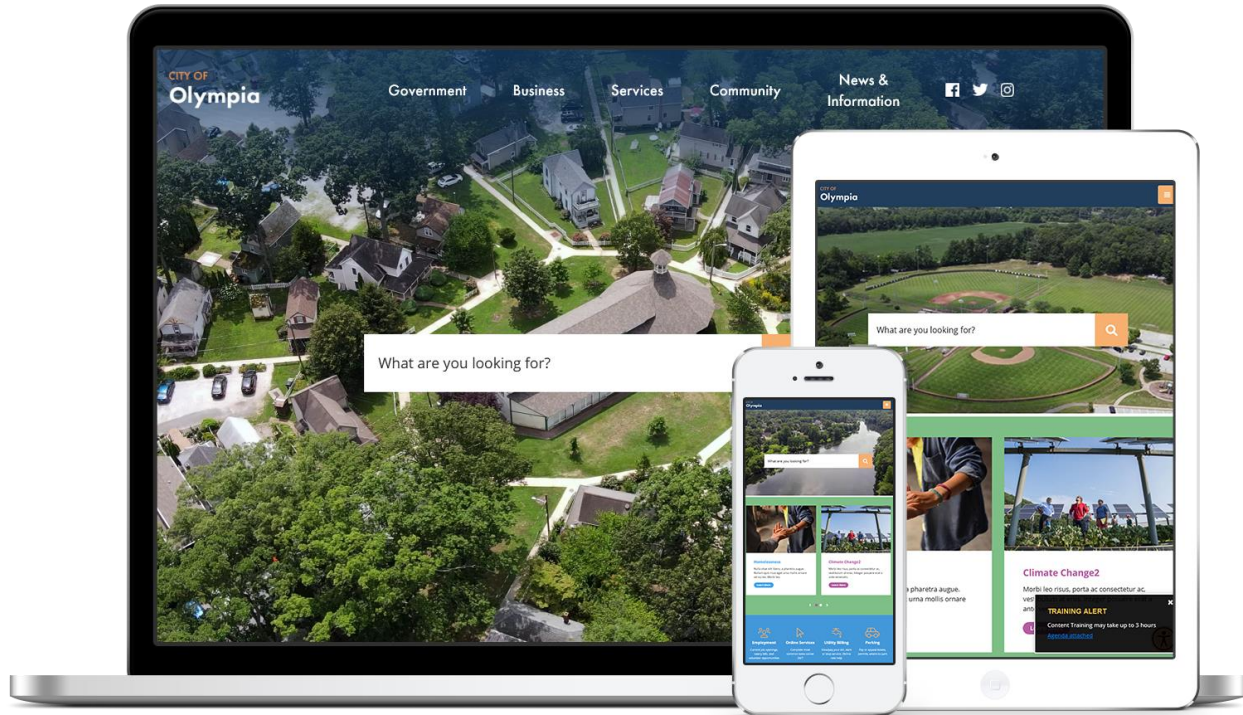 CITY OF
Olympia
Government
Business
Services
Community
News &
Information
What are you looking for?
CITY OF
Olympia
What are you looking for?
pharetra augue.
urna mollis ornare
Climate Change2
Morbi leo risus, porta ac consectetur ac,
TRAINING ALERT
Content Training may take up to 3 hours
Agenda attached
Olympia
What are you looking for?
Homelessness
Climate Change2
Employment
Online Services
Utility Billing
Parking